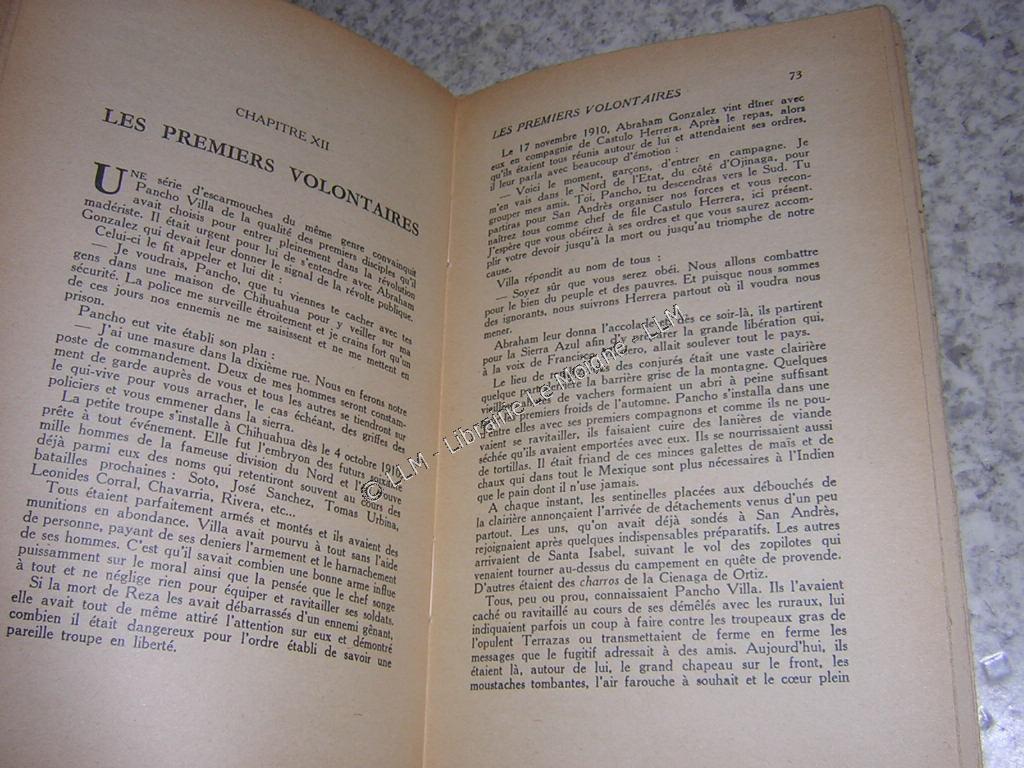 CHAPITRE XII
LES PREMIERS VOLONTAIRES
UNE série d'escarmouches du même genre convainquit
Pancho Villa de la qualité des premiers disciples qu'il
avait choisis pour entrer pleinement dans la révolution
madériste. Il était urgent pour lui de s'entendre avec Abraham
Gonzalez qui devait leur donner le signal de la révolte publique.
Celui-ci le fit appeler et lui dit :
— Je voudrais, Pancho, que tu viennes te cacher avec tes
gens dans une maison de Chihuahua pour y veiller sur ma
sécurité. La police me surveille étroitement et je crains fort qu'un
de ces jours nos ennemis ne me saisissent et ne me mettent en
prison.
Pancho eut vite établi son plan :
— J'ai une masure dans la dixième rue. Nous en ferons notre
poste de commandement. Deux de mes hommes seront constam-
ment de garde auprès de vous et tous les autres se tiendront sur
le qui-vive pour vous arracher, le cas échéant, des griffes des
policiers et vous emmener dans la sierra.
La petite troupe s'installe à Chihuahua dès le 4 octobre 1910,
prête à tout événement. Elle fut l'embryon des futurs
mille hommes de la fameuse division du Nord et l'on
déjà parmi eux des noms qui retentiront souvent au cours des
batailles prochaines : Soto, José Sanchez, Tomas Urbina,
Leonides Corral, Chavarria, Rivera, etc...
Tous étaient parfaitement armés et montés et ils avaient des
munitions en abondance. Villa avait pourvu à tout sans l'aide
de personne, payant de ses deniers l'armement et le harnachement
de ses hommes. C'est qu'il savait combien une bonne arme influe
puissamment sur le moral ainsi que la pensée que le chef songe
à tout et ne néglige rien pour équiper et ravitailler ses soldats.
Si la mort de Reza les avait débarrassés d'un ennemi gênant,
elle avait tout de même attiré l'attention sur eux et démontré
combien il était dangereux pour l'ordre établi de savoir une
pareille troupe en liberté.
LES PREMIERS VOLONTAIRES 73
Le 17 novembre 1910, Abraham Gonzalez vint dîner avec
eux en compagnie de Castulo Herrera. Après le repas, alors
qu'ils étaient tous réunis autour de lui et attendaient ses ordres,
il leur parla avec beaucoup d'émotion :
— Voici le moment, garçons, d'entrer en campagne. Je
m'en vais dans le Nord de l'Etat, du côté d'Ojinaga, pour
grouper mes amis. Toi, Pancho, tu descendras vers le Sud. Tu
partiras pour San Andrès organiser nos forces et vous recon-
naîtrez tous comme chef de file Castulo Herrera, ici présent.
J'espère que vous obéirez à ses ordres et que vous saurez accom-
plir votre devoir jusqu'à la mort ou jusqu'au triomphe de notre
cause.
Villa répondit au nom de tous :
— Soyez sûr que vous serez obéi. Nous allons combattre
pour le bien du peuple et des pauvres. Et puisque nous sommes
des ignorants, nous suivrons Herrera partout où il voudra nous
mener.
Abraham leur donna l'accolade et dès ce soir-là, ils partirent
pour la Sierra Azul afin de préparer la grande libération qui,
à la voix de Francisco Madero, allait soulever tout le pays.
Le lieu de réunion des conjurés était une vaste clairière
quelque part derrière la barrière grise de la montagne. Quelques
vieilles de vachers formaient un abri à peine suffisant
premiers froids de l'automne. Pancho s'installa dans une
d'entre elles avec ses premiers compagnons et comme ils ne pou-
vaient se ravitailler, ils faisaient cuire des lanières de viande
séchée qu'ils avaient emportées avec eux. Ils se nourrissaient aussi
de tortillas. Il était friand de ces minces galettes de maïs et de
chaux qui dans tout le Mexique sont plus nécessaires à l'Indien
que le pain dont il n'use jamais.
A chaque instant, les sentinelles placées aux débouchés de
la clairière annonçaient l'arrivée de détachements venus d'un peu
partout. Les uns, qu'on avait déjà sondés à San Andrès,
rejoignaient après quelques indispensables préparatifs. Les autres
arrivaient de Santa Isabel, suivant le vol des zopilotes qui
venaient tourner au-dessus du campement en quête de provende.
D'autres étaient des charros de la Cienaga de Ortiz.
Tous, peu ou prou, connaissaient Pancho Villa. Ils l'avaient
caché ou ravitaillé au cours de ses démêlés avec les ruraux, lui
indiquaient parfois un coup à faire contre les troupeaux gras de
l'opulent Terrazas ou transmettaient de ferme en ferme les
messages que le fugitif adressait à des amis. Aujourd'hui, ils
étaient là, autour de lui, le grand chapeau sur le front, les
moustaches tombantes, l'air farouche à souhait et le cœur plein
© LLM - Librairie Le-Moigne - LLM